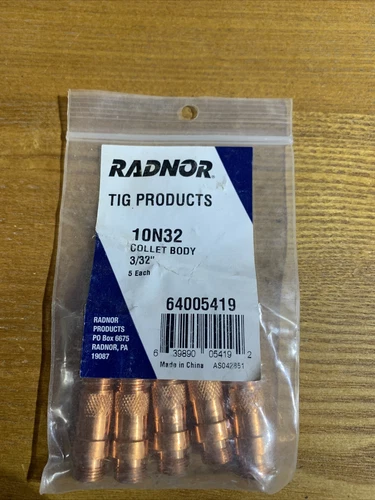 RADNOR
TIG PRODUCTS
10N32
COLLET BODY
3/32"
5 Each
64005419
RADNOR
PRODUCTS
PO Box 6675
RADNOR, PA
19087
6 39890 05419 2
Made in China AS042851